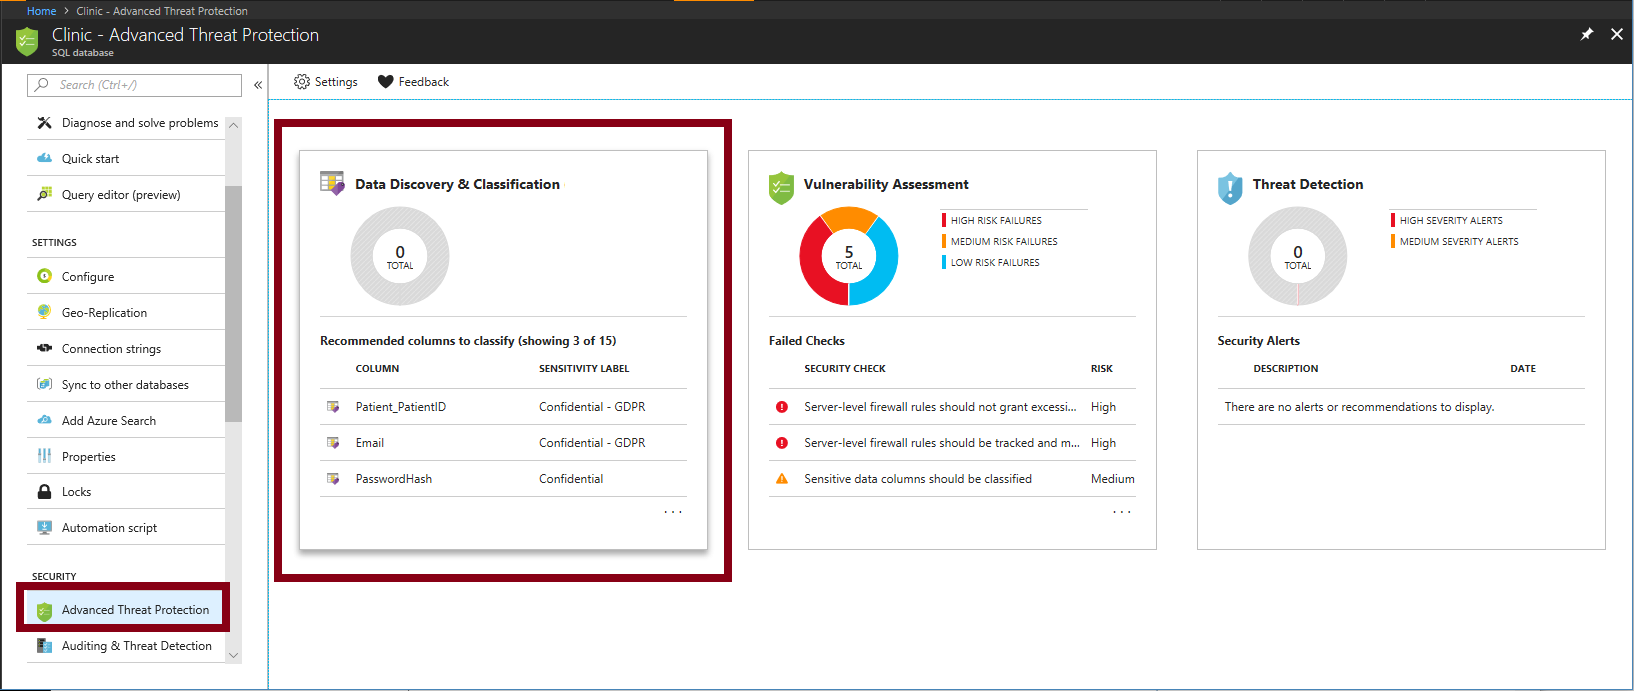 Home > Clinic - Advanced Threat Protection
Clinic - Advanced Threat Protection
SQL database
Search (Ctrl+/)
«
Diagnose and solve problems
Quick start
Query editor (preview)
SETTINGS
Configure
Geo-Replication
Connection strings
Sync to other databases
Add Azure Search
Properties
Locks
Automation script
SECURITY
Advanced Threat Protection
Auditing & Threat Detection
Settings
Feedback
Data Discovery & Classification
0
TOTAL
Recommended columns to classify (showing 3 of 15)
COLUMN SENSITIVITY LABEL
Patient_PatientID Confidential - GDPR
Email Confidential - GDPR
PasswordHash Confidential
...
Vulnerability Assessment
5
TOTAL
HIGH RISK FAILURES
MEDIUM RISK FAILURES
LOW RISK FAILURES
Failed Checks
SECURITY CHECK RISK
Server-level firewall rules should not grant excessi... High
Server-level firewall rules should be tracked and m... High
Sensitive data columns should be classified Medium
...
Threat Detection
0
TOTAL
HIGH SEVERITY ALERTS
MEDIUM SEVERITY ALERTS
Security Alerts
DESCRIPTION DATE
There are no alerts or recommendations to display.